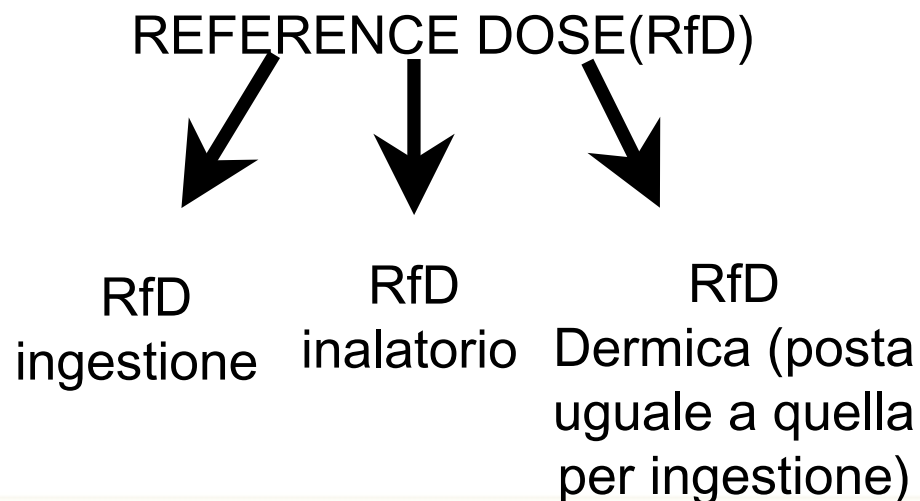 REFERENCE DOSE(RfD)
RfD
ingestione
RfD
inalatorio
RfD
Dermica (posta
uguale a quella
per ingestione)